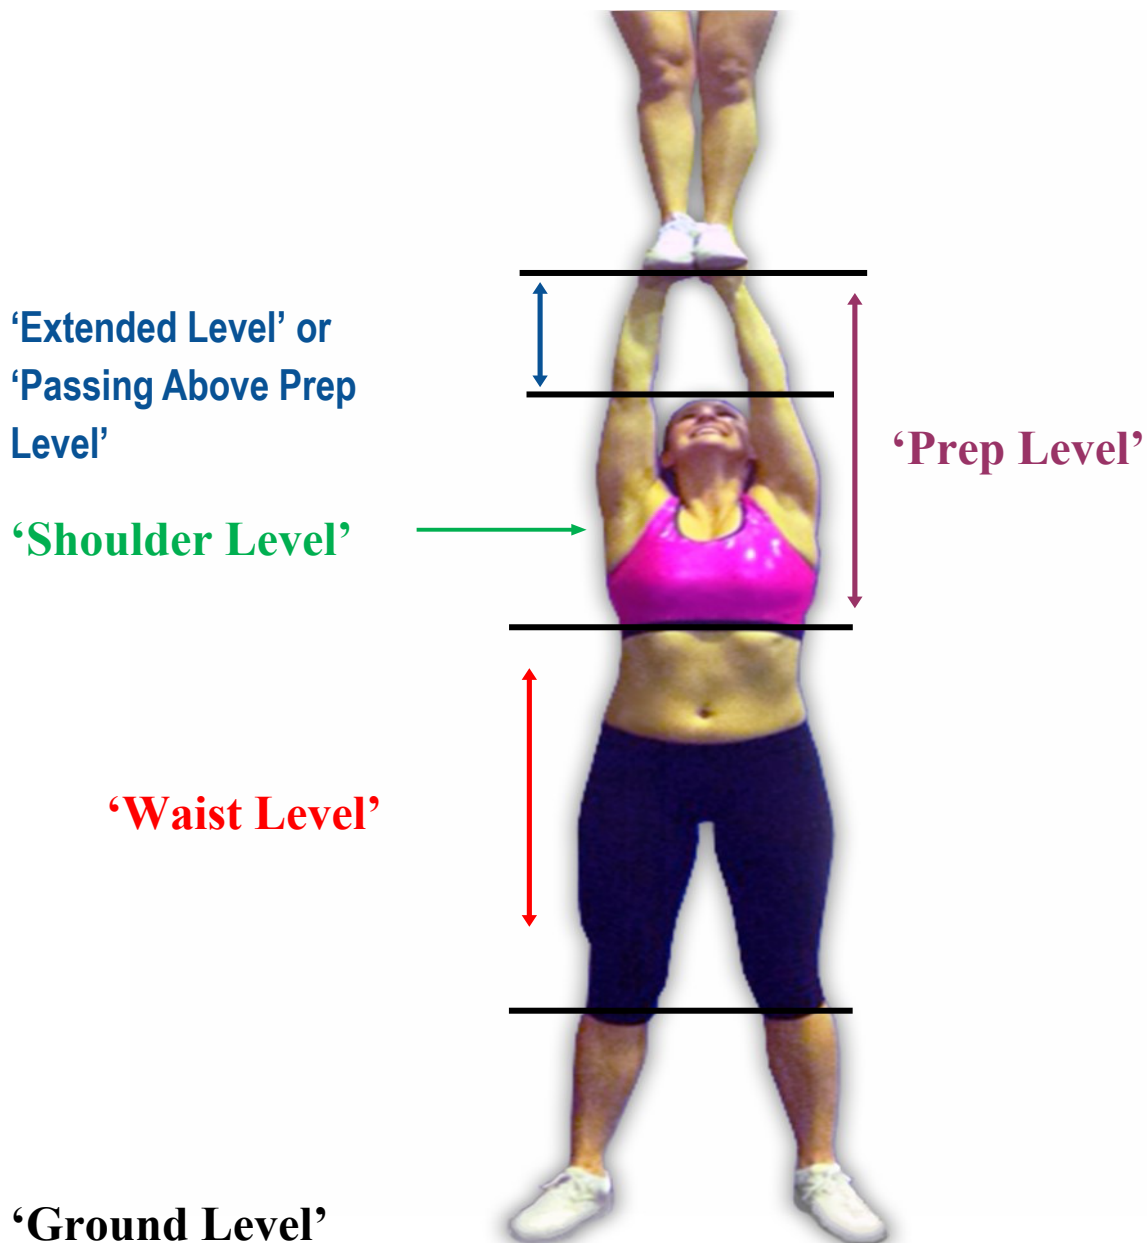 ‘Extended Level’ or
‘Passing Above Prep
Level’
‘Prep Level’
‘Shoulder Level’
‘Waist Level’
‘Ground Level’